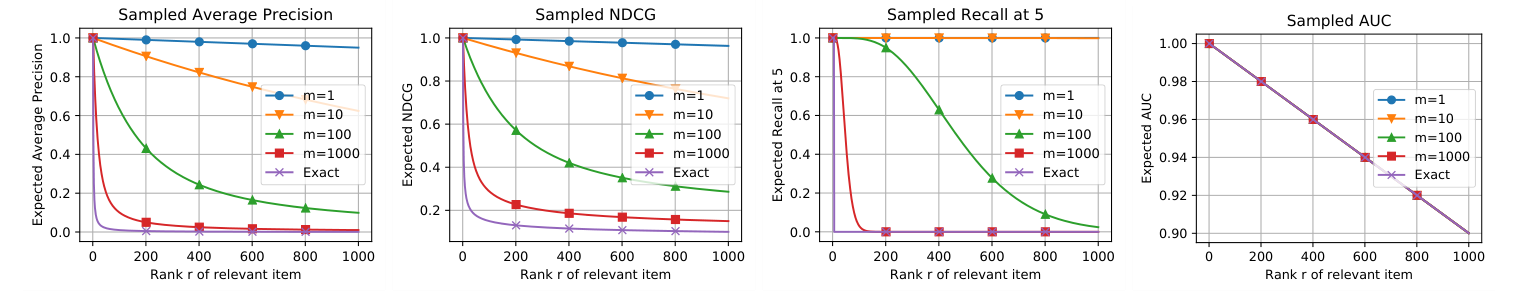 Sampled Average Precision
Expected Average Precision
1.0
0.8
0.6
0.4
0.2
0.0
m=1
m=10
m=100
m=1000
Exact
0 200 400 600 800 1000
Rank r of relevant item
Sampled NDCG
Expected NDCG
1.0
0.8
0.6
0.4
0.2
m=1
m=10
m=100
m=1000
Exact
0 200 400 600 800 1000
Rank r of relevant item
Sampled Recall at 5
Expected Recall at 5
1.0
0.8
0.6
0.4
0.2
0.0
m=1
m=10
m=100
m=1000
Exact
0 200 400 600 800 1000
Rank r of relevant item
Sampled AUC
Expected AUC
1.00
0.98
0.96
0.94
0.92
0.90
m=1
m=10
m=100
m=1000
Exact
0 200 400 600 800 1000
Rank r of relevant item